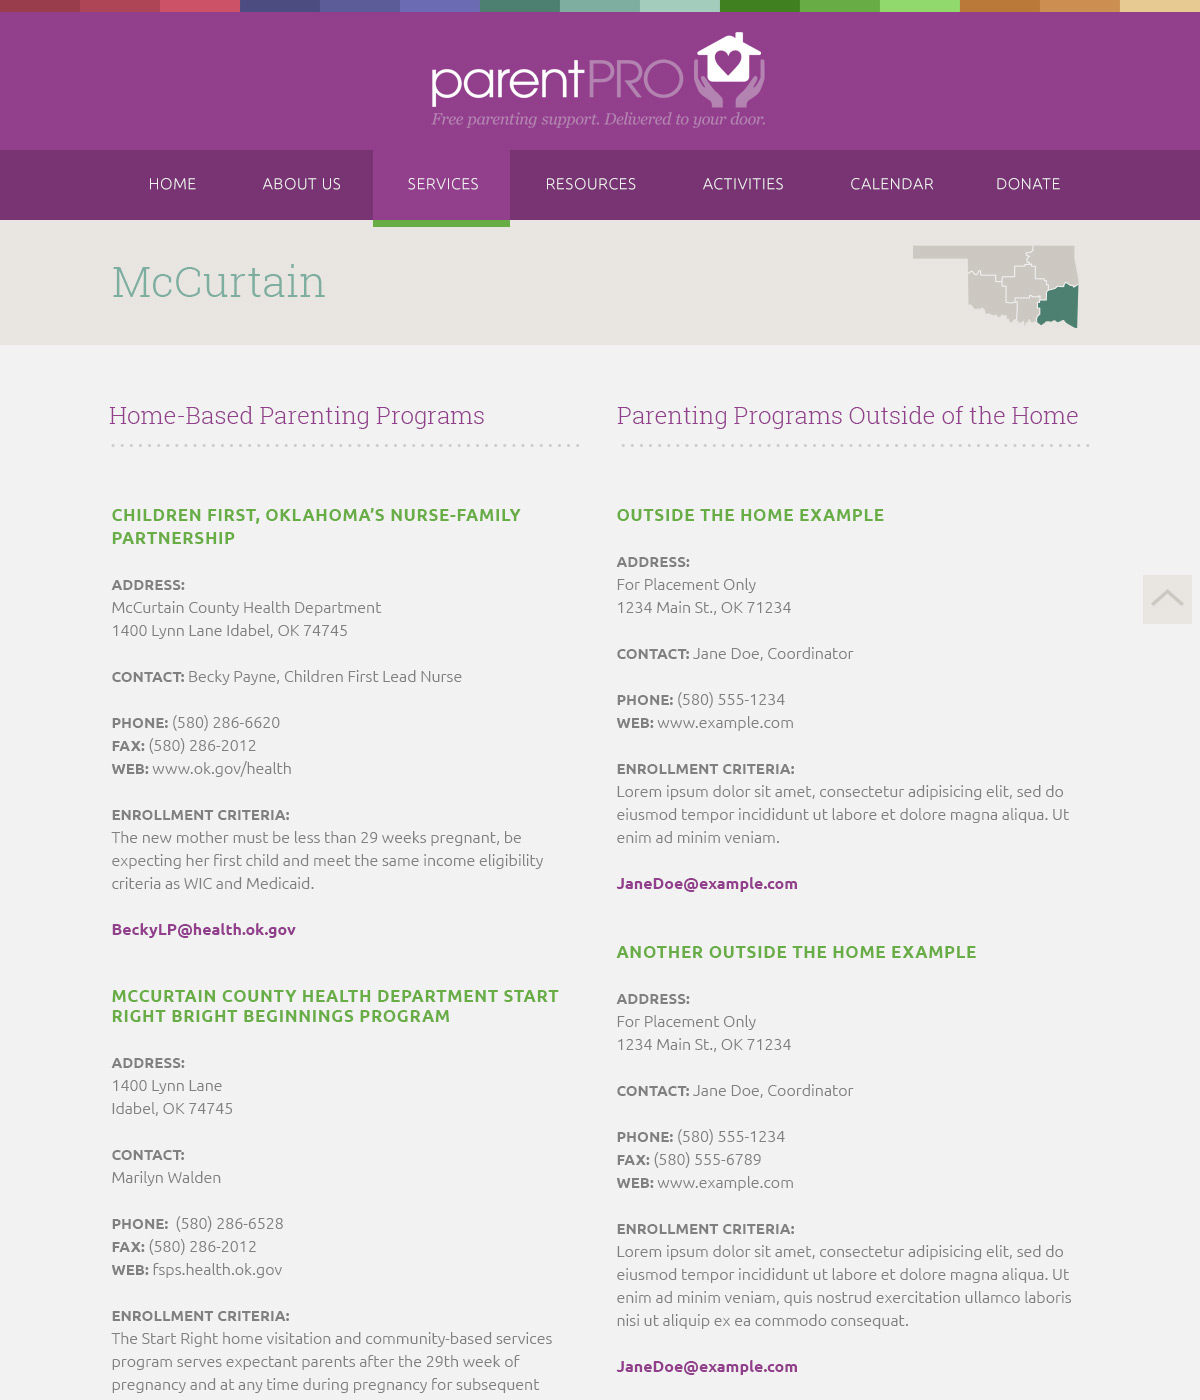 parentPRO
Free parenting support. Delivered to your door.
HOME
ABOUT US
SERVICES
RESOURCES
ACTIVITIES
CALENDAR
DONATE
McCurtain
Home-Based Parenting Programs
CHILDREN FIRST, OKLAHOMA’S NURSE-FAMILY
PARTNERSHIP
ADDRESS:
McCurtain County Health Department
1400 Lynn Lane Idabel, OK 74745
CONTACT: Becky Payne, Children First Lead Nurse
PHONE: (580) 286-6620
FAX: (580) 286-2012
WEB: www.ok.gov/health
ENROLLMENT CRITERIA:
The new mother must be less than 29 weeks pregnant, be
expecting her first child and meet the same income eligibility
criteria as WIC and Medicaid.
BeckyLP@health.ok.gov
MCCURTAIN COUNTY HEALTH DEPARTMENT START
RIGHT BRIGHT BEGINNINGS PROGRAM
ADDRESS:
1400 Lynn Lane
Idabel, OK 74745
CONTACT:
Marilyn Walden
PHONE: (580) 286-6528
FAX: (580) 286-2012
WEB: fsps.health.ok.gov
ENROLLMENT CRITERIA:
The Start Right home visitation and community-based services
program serves expectant parents after the 29th week of
pregnancy and at any time during pregnancy for subsequent
Parenting Programs Outside of the Home
OUTSIDE THE HOME EXAMPLE
ADDRESS:
For Placement Only
1234 Main St., OK 71234
CONTACT: Jane Doe, Coordinator
PHONE: (580) 555-1234
WEB: www.example.com
ENROLLMENT CRITERIA:
Lorem ipsum dolor sit amet, consectetur adipisicing elit, sed do
eiusmod tempor incididunt ut labore et dolore magna aliqua. Ut
enim ad minim veniam.
JaneDoe@example.com
ANOTHER OUTSIDE THE HOME EXAMPLE
ADDRESS:
For Placement Only
1234 Main St., OK 71234
CONTACT: Jane Doe, Coordinator
PHONE: (580) 555-1234
FAX: (580) 555-6789
WEB: www.example.com
ENROLLMENT CRITERIA:
Lorem ipsum dolor sit amet, consectetur adipisicing elit, sed do
eiusmod tempor incididunt ut labore et dolore magna aliqua. Ut
enim ad minim veniam, quis nostrud exercitation ullamco laboris
nisi ut aliquip ex ea commodo consequat.
JaneDoe@example.com